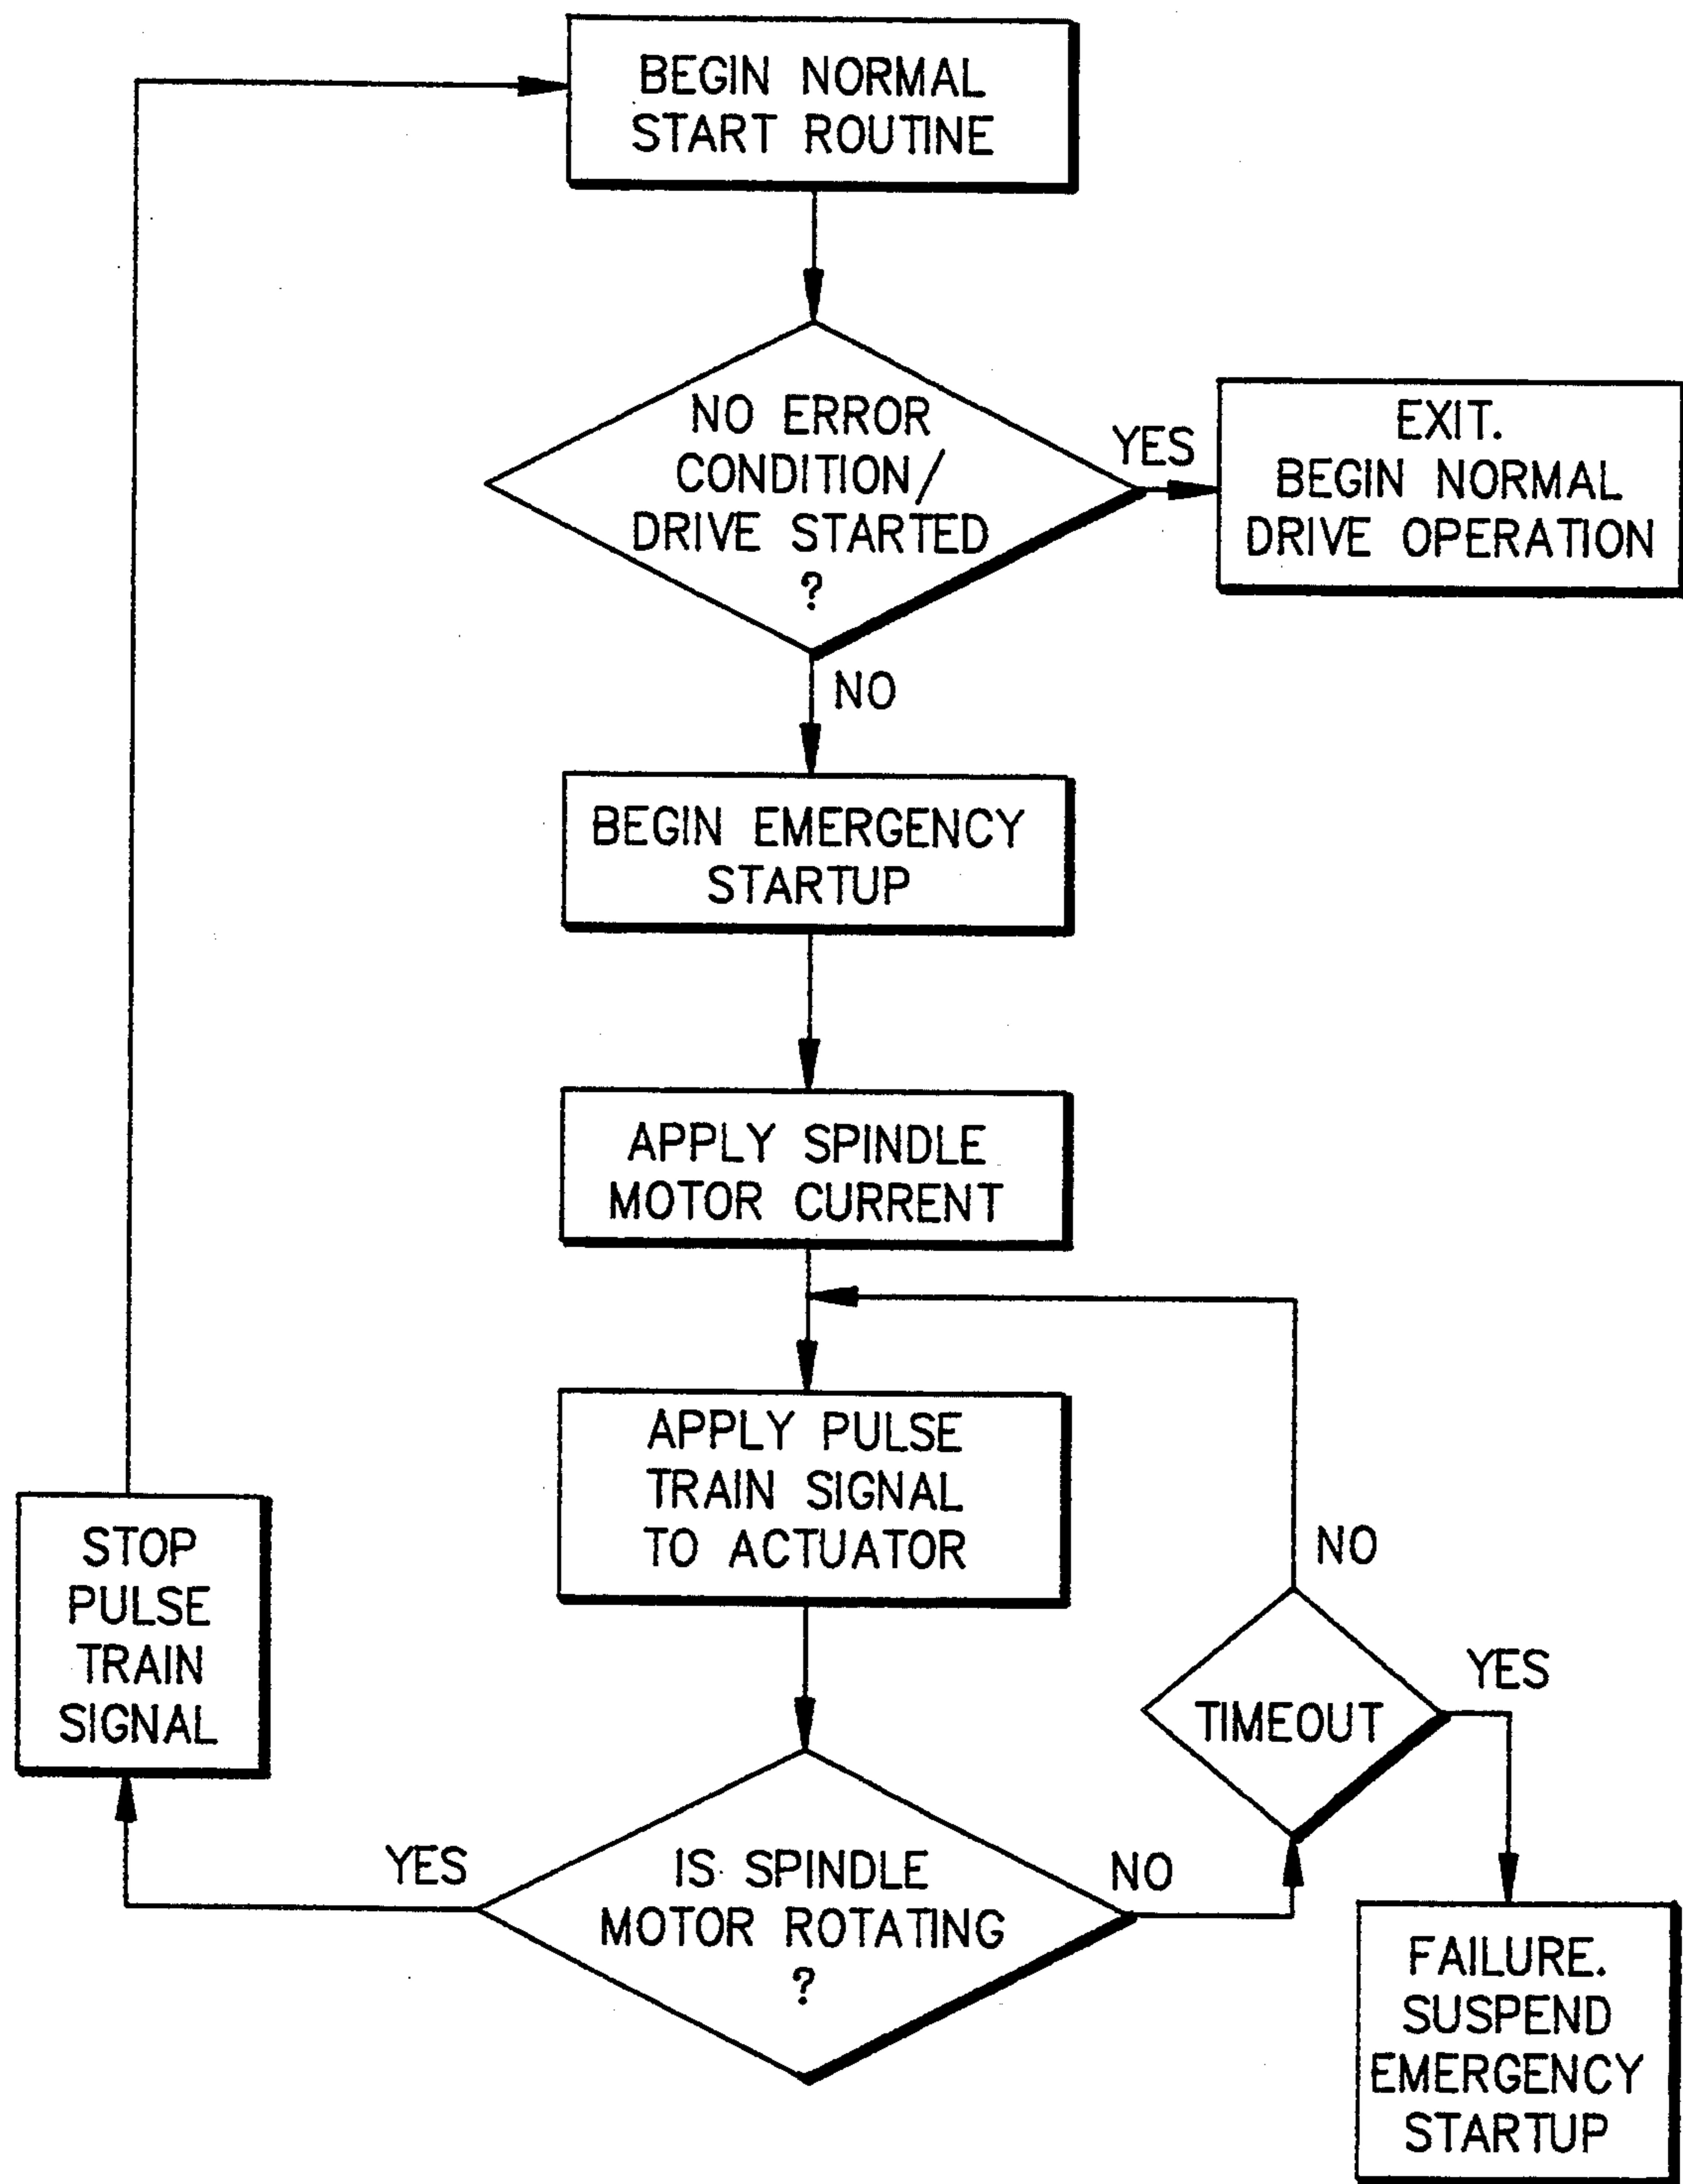 BEGIN NORMAL
START ROUTINE
NO ERROR
CONDITION/
DRIVE STARTED
?
YES
EXIT.
BEGIN NORMAL
DRIVE OPERATION
NO
BEGIN EMERGENCY
STARTUP
APPLY SPINDLE
MOTOR CURRENT
APPLY PULSE
TRAIN SIGNAL
TO ACTUATOR
STOP
PULSE
TRAIN
SIGNAL
NO
TIMEOUT
YES
YES
IS SPINDLE
MOTOR ROTATING
?
NO
FAILURE.
SUSPEND
EMERGENCY
STARTUP